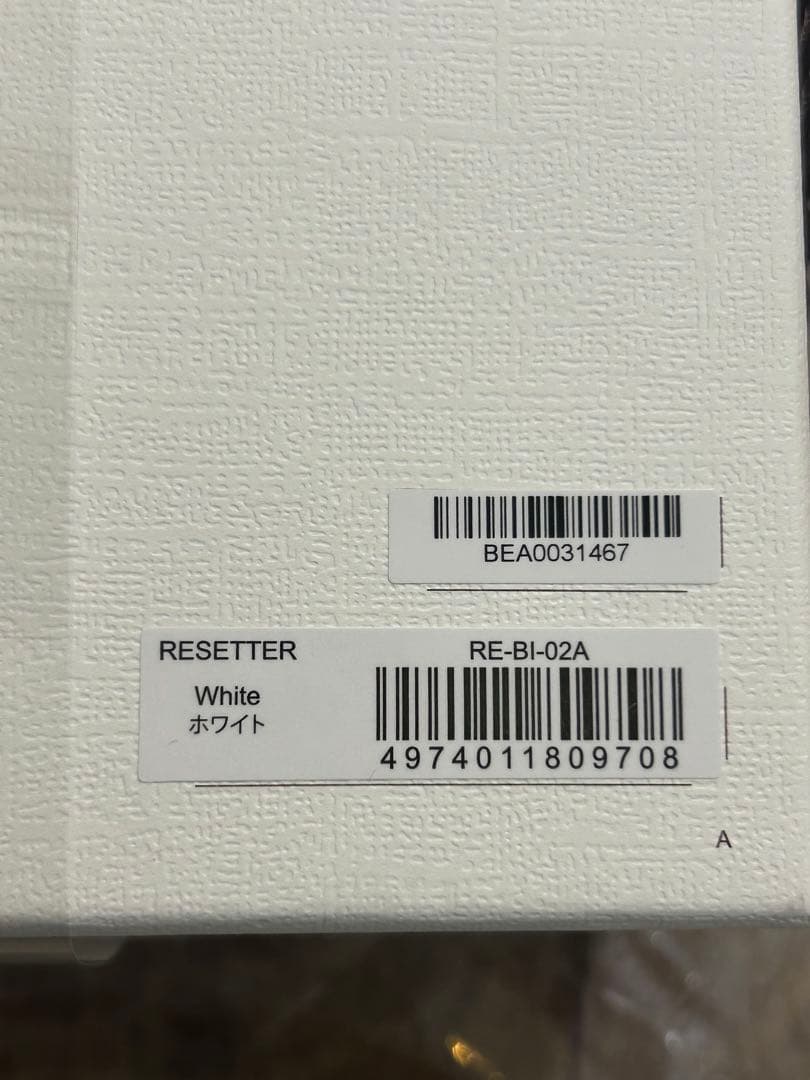 BEA0031467
RESETTER
RE-BI-02A
White
ホワイト
4974011809708
A